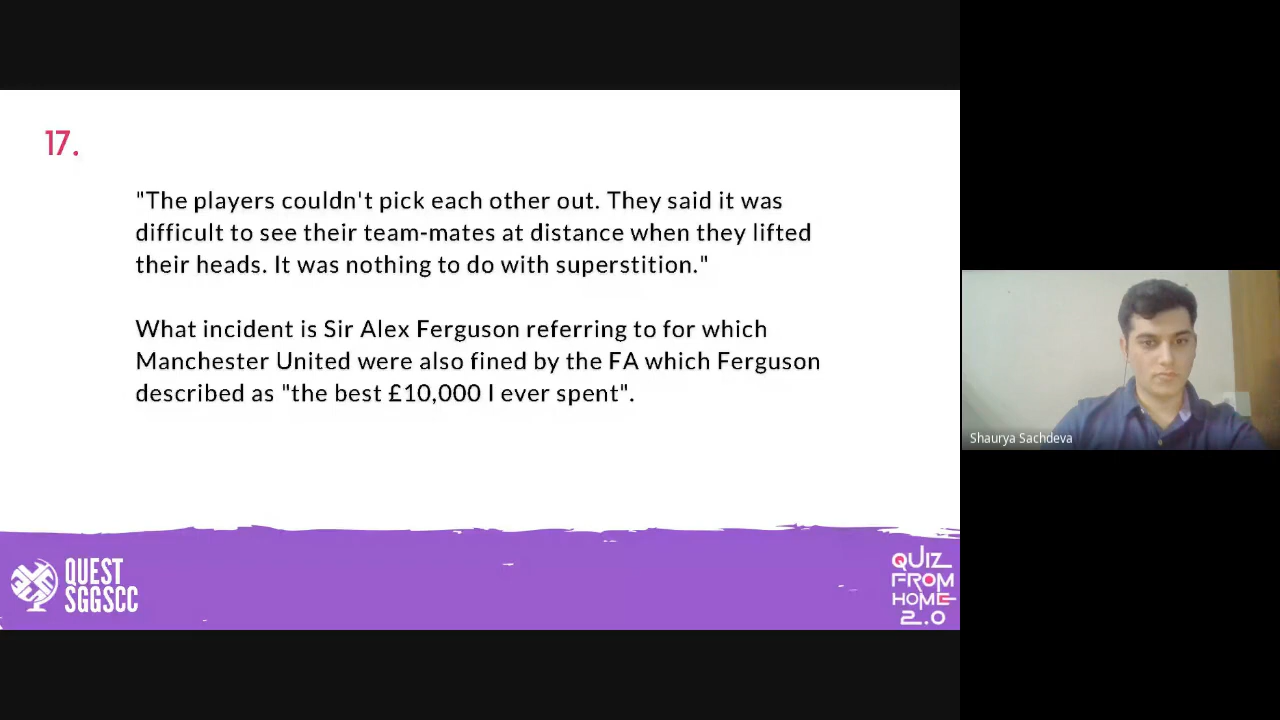 17.
"The players couldn't pick each other out. They said it was
difficult to see their team-mates at distance when they lifted
their heads. It was nothing to do with superstition."
What incident is Sir Alex Ferguson referring to for which
Manchester United were also fined by the FA which Ferguson
described as "the best £10,000 I ever spent".
Shaurya Sachdeva
QUEST
SGGSCC
QUIZ
FROM
HOME
2.0